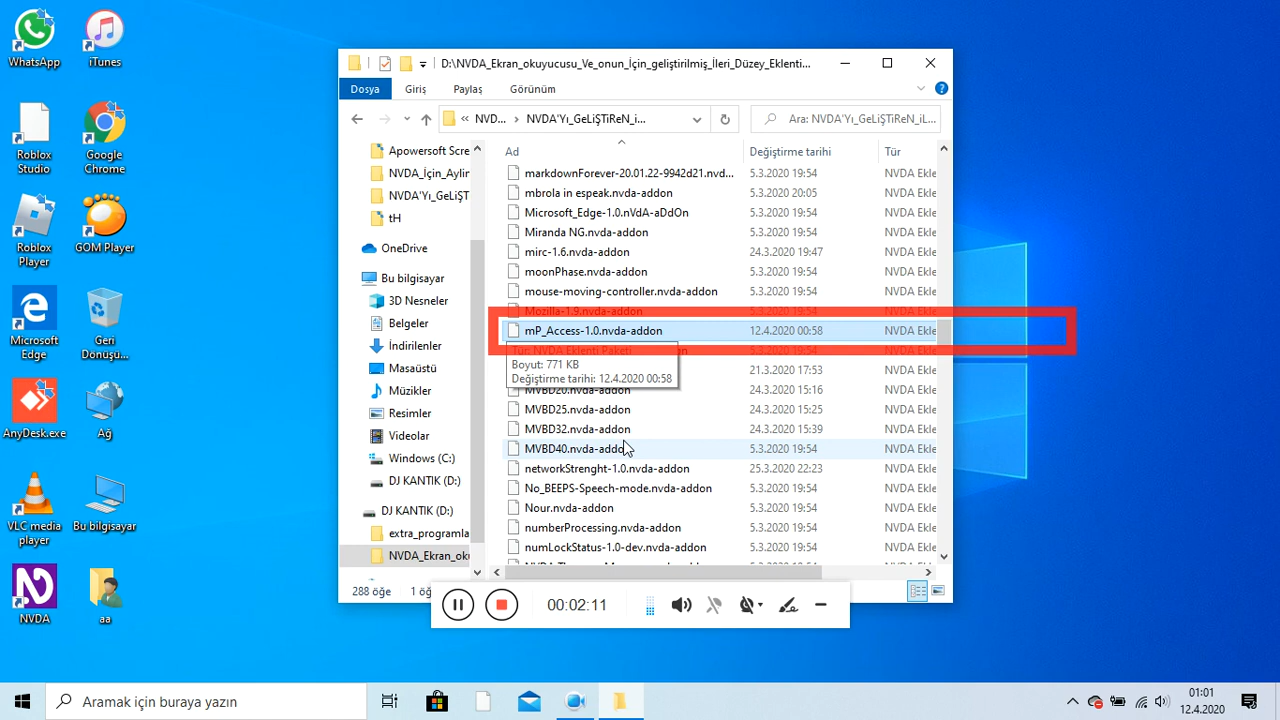 WhatsApp
iTunes
Roblox
Studio
Google
Chrome
Roblox
Player
GOM Player
Microsoft
Edge
Geri
Dönüşü...
AnyDesk.exe
Ağ
VLC media
player
Bu bilgisayar
NVDA
aa
D:\NVDA_Ekran_okuyucusu_Ve_onun_İçin_geliştirilmiş_İleri_Düzey_Eklenti...
Dosya
Giriş
Paylaş
Görünüm
NVD...
NVDA'Yı_GeLiŞTiReN_i...
Ara: NVDA'Yı_GeLiŞTiReN_iL...
Apowersoft Scre
NVDA_İçin_Aylin
NVDA'Yı_GeLiŞT
tH
OneDrive
Bu bilgisayar
3D Nesneler
Belgeler
İndirilenler
Masaüstü
Müzikler
Resimler
Videolar
Windows (C:)
DJ KANTIK (D:)
DJ KANTIK (D:)
extra_programla
NVDA_Ekran_oku
Ad Değiştirme tarihi Tür
markdownForever-20.01.22-9942d21.nvd... 5.3.2020 19:54 NVDA Ekle
mbrola in espeak.nvda-addon 5.3.2020 20:05 NVDA Ekle
Microsoft_Edge-1.0.nVdA-aDdOn 5.3.2020 19:54 NVDA Ekle
Miranda NG.nvda-addon 5.3.2020 19:54 NVDA Ekle
mirc-1.6.nvda-addon 24.3.2020 19:47 NVDA Ekle
moonPhase.nvda-addon 5.3.2020 19:54 NVDA Ekle
mouse-moving-controller.nvda-addon 5.3.2020 19:54 NVDA Ekle
Mozilla-1.9.nvda-addon 5.3.2020 19:54 NVDA Ekle
mP_Access-1.0.nvda-addon 12.4.2020 00:58 NVDA Ekle
Tür: NVDA Eklenti Paketi 5.3.2020 19:54 NVDA Ekle
Boyut: 771 KB 21.3.2020 17:53 NVDA Ekle
Değiştirme tarihi: 12.4.2020 00:58
MVBD20.nvda-addon 24.3.2020 15:16 NVDA Ekle
MVBD25.nvda-addon 24.3.2020 15:25 NVDA Ekle
MVBD32.nvda-addon 24.3.2020 15:39 NVDA Ekle
MVBD40.nvda-addon 5.3.2020 19:54 NVDA Ekle
networkStrenght-1.0.nvda-addon 25.3.2020 22:23 NVDA Ekle
No_BEEPS-Speech-mode.nvda-addon 5.3.2020 19:54 NVDA Ekle
Nour.nvda-addon 5.3.2020 19:54 NVDA Ekle
numberProcessing.nvda-addon 5.3.2020 19:54 NVDA Ekle
numLockStatus-1.0-dev.nvda-addon 5.3.2020 19:54 NVDA Ekle
288 öğe 1 öğ
00:02:11
Aramak için buraya yazın
01:01
12.4.2020